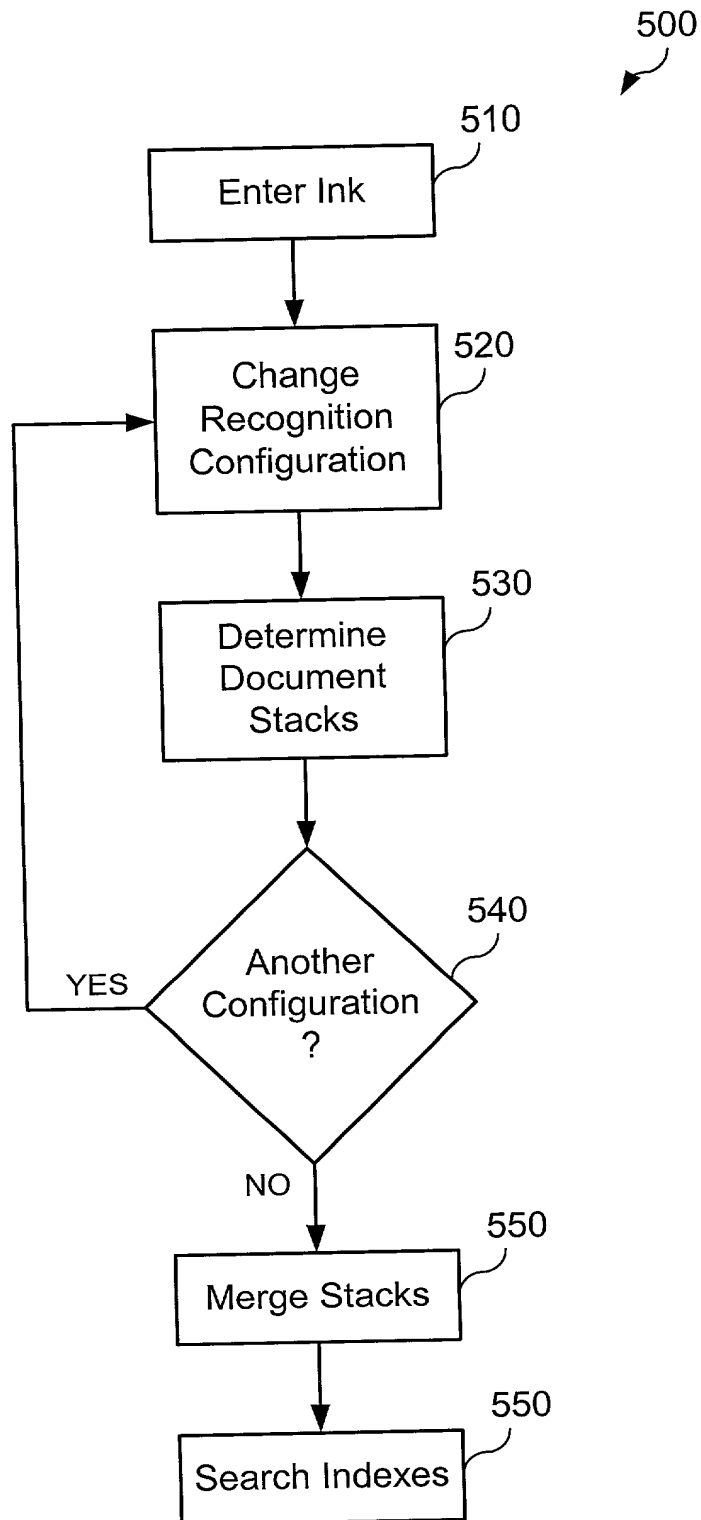 500
510
Enter Ink
520
Change
Recognition
Configuration
530
Determine
Document
Stacks
540
Another
Configuration
?
YES
NO
550
Merge Stacks
550
Search Indexes